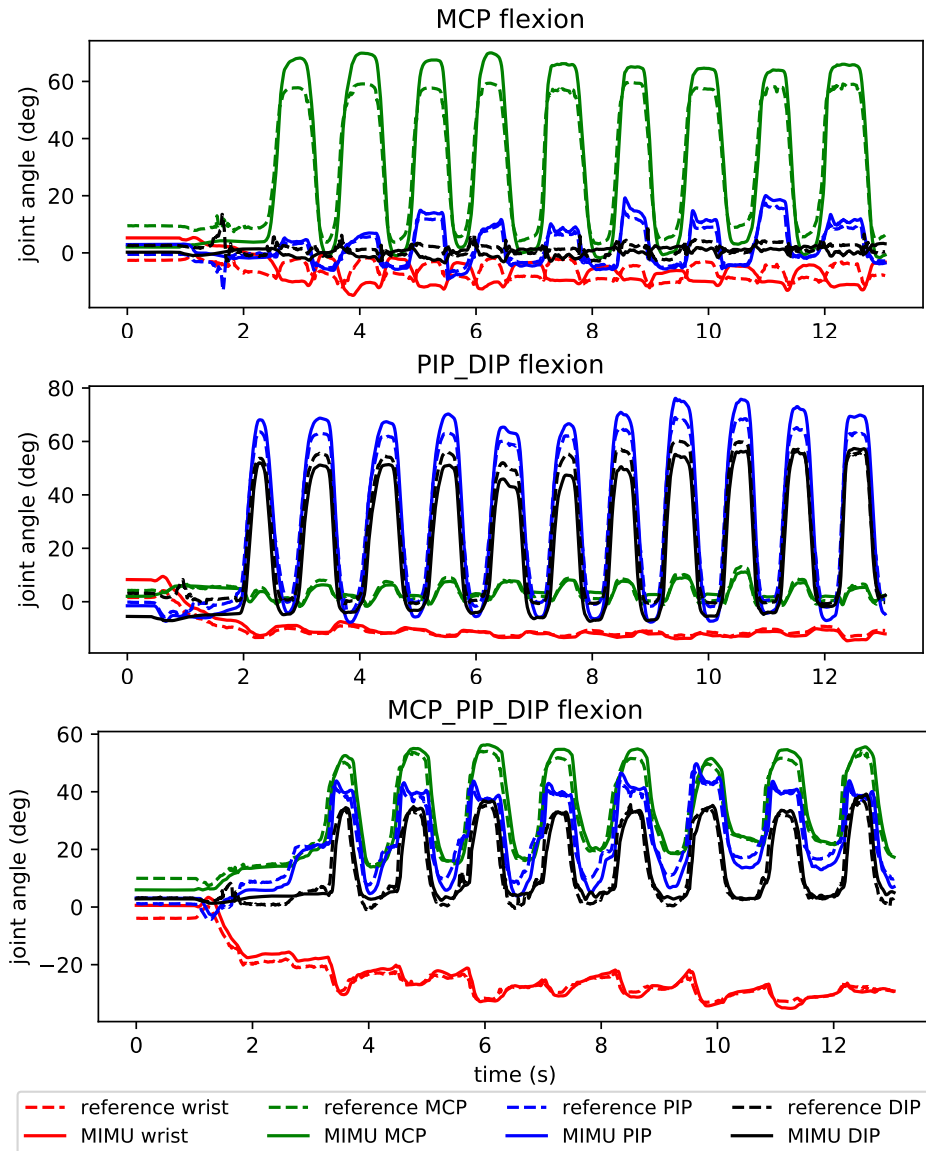 MCP flexion
joint angle (deg)
60
40
20
0
0 2 4 6 8 10 12
PIP_DIP flexion
joint angle (deg)
80
60
40
20
0
0 2 4 6 8 10 12
MCP_PIP_DIP flexion
joint angle (deg)
60
40
20
0
−20
0 2 4 6 8 10 12
time (s)
reference wrist reference MCP reference PIP reference DIP
MIMU wrist MIMU MCP MIMU PIP MIMU DIP